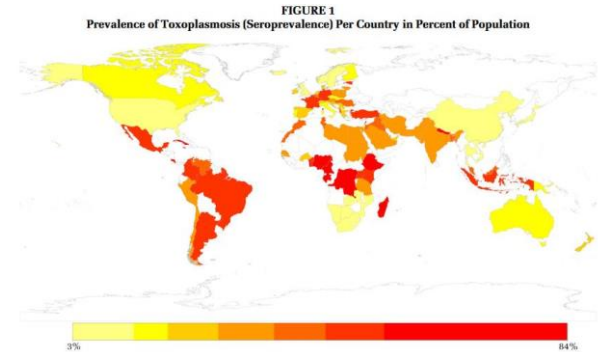 FIGURE 1
Prevalence of Toxoplasmosis (Seroprevalence) Per Country in Percent of Population
3%
84%